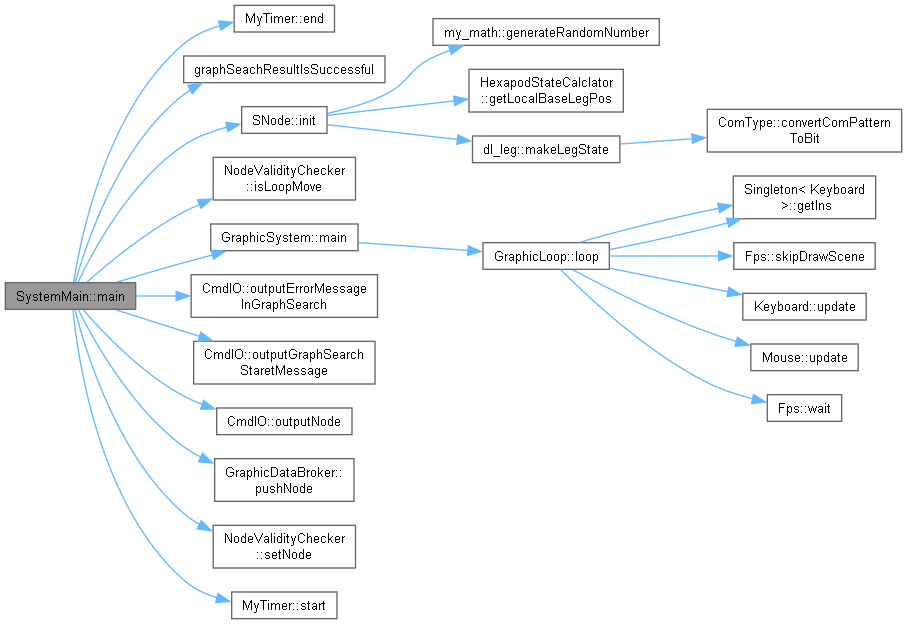 MyTimer::end
graphSeachResultIsSuccessful
SNode::init
NodeValidityChecker
::isLoopMove
GraphicSystem::main
SystemMain::main
CmdIO::outputErrorMessage
InGraphSearch
CmdIO::outputGraphSearch
StaretMessage
CmdIO::outputNode
GraphicDataBroker::
pushNode
NodeValidityChecker
::setNode
MyTimer::start
my_math::generateRandomNumber
HexapodStateCalclator
::getLocalBaseLegPos
dl_leg::makeLegState
GraphicLoop::loop
ComType::convertComPattern
ToBit
Singleton< Keyboard
>::getIns
Fps::skipDrawScene
Keyboard::update
Mouse::update
Fps::wait